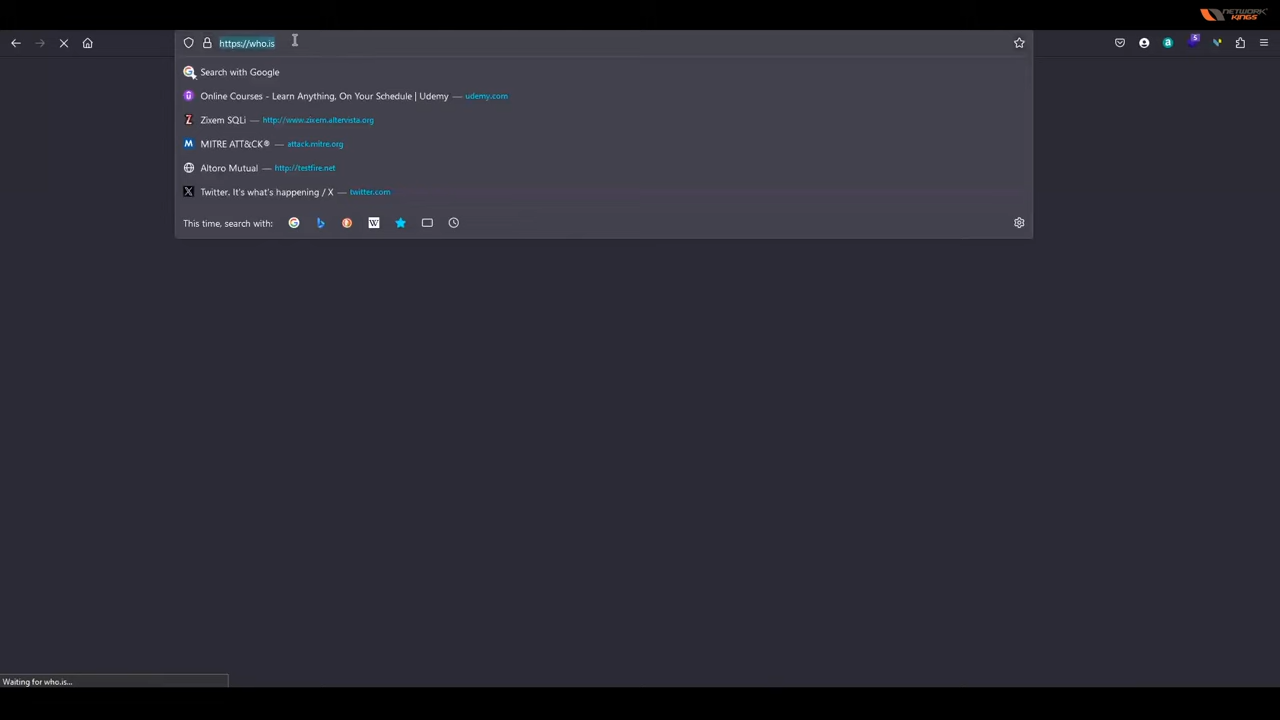 NETWORK
KINGS
https://who.is
Search with Google
Online Courses - Learn Anything, On Your Schedule | Udemy — udemy.com
Zixem SQLi — http://www.zixem.altervista.org
MITRE ATT&CK® — attack.mitre.org
Altoro Mutual — http://testfire.net
Twitter. It's what's happening / X — twitter.com
This time, search with:
Waiting for who.is...